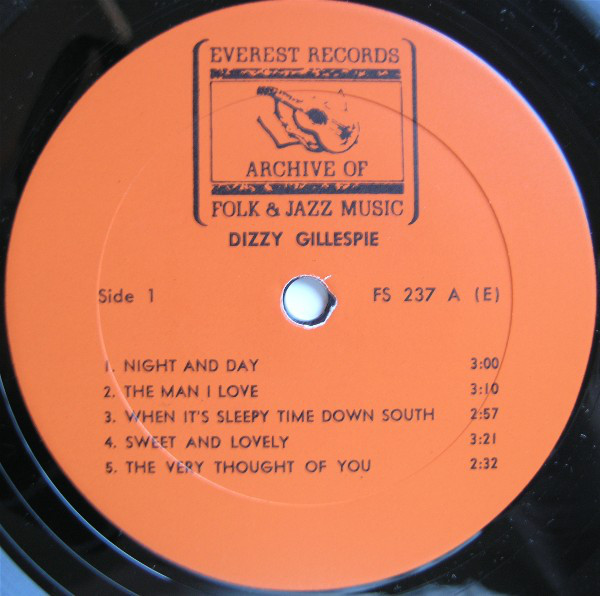 EVEREST RECORDS
ARCHIVE OF
FOLK & JAZZ MUSIC
DIZZY GILLESPIE
Side 1 FS 237 A (E)
1. NIGHT AND DAY 3:00
2. THE MAN I LOVE 3:10
3. WHEN IT'S SLEEPY TIME DOWN SOUTH 2:57
4. SWEET AND LOVELY 3:21
5. THE VERY THOUGHT OF YOU 2:32